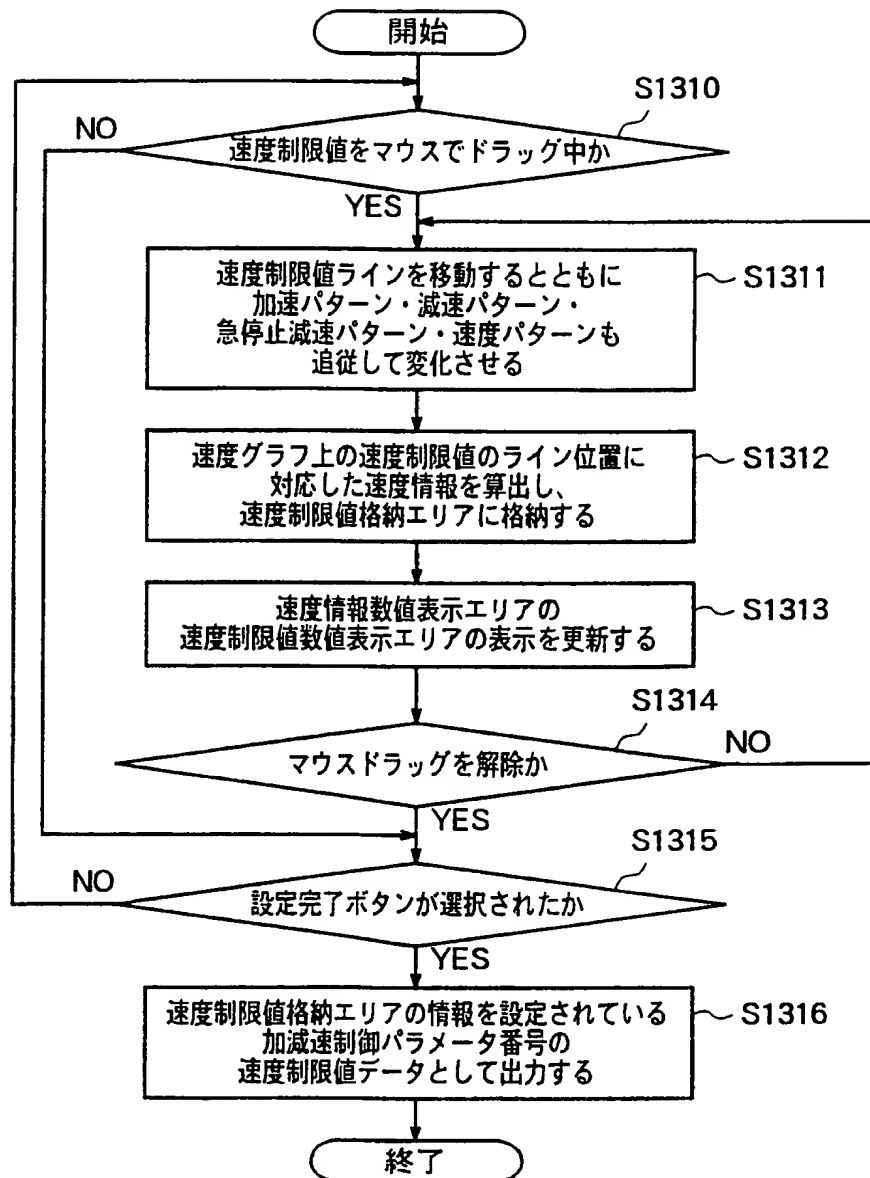 開始
S1310
NO
速度制限値をマウスでドラッグ中か
YES
速度制限値ラインを移動するとともに
加速パターン・減速パターン・
急停止減速パターン・速度パターンも
追従して変化させる
S1311
速度グラフ上の速度制限値のライン位置に
対応した速度情報を算出し、
速度制限値格納エリアに格納する
S1312
速度情報数値表示エリアの
速度制限値数値表示エリアの表示を更新する
S1313
S1314
マウスドラッグを解除か
NO
YES
S1315
NO
設定完了ボタンが選択されたか
YES
速度制限値格納エリアの情報を設定されている
加減速制御パラメータ番号の
速度制限値データとして出力する
S1316
終了